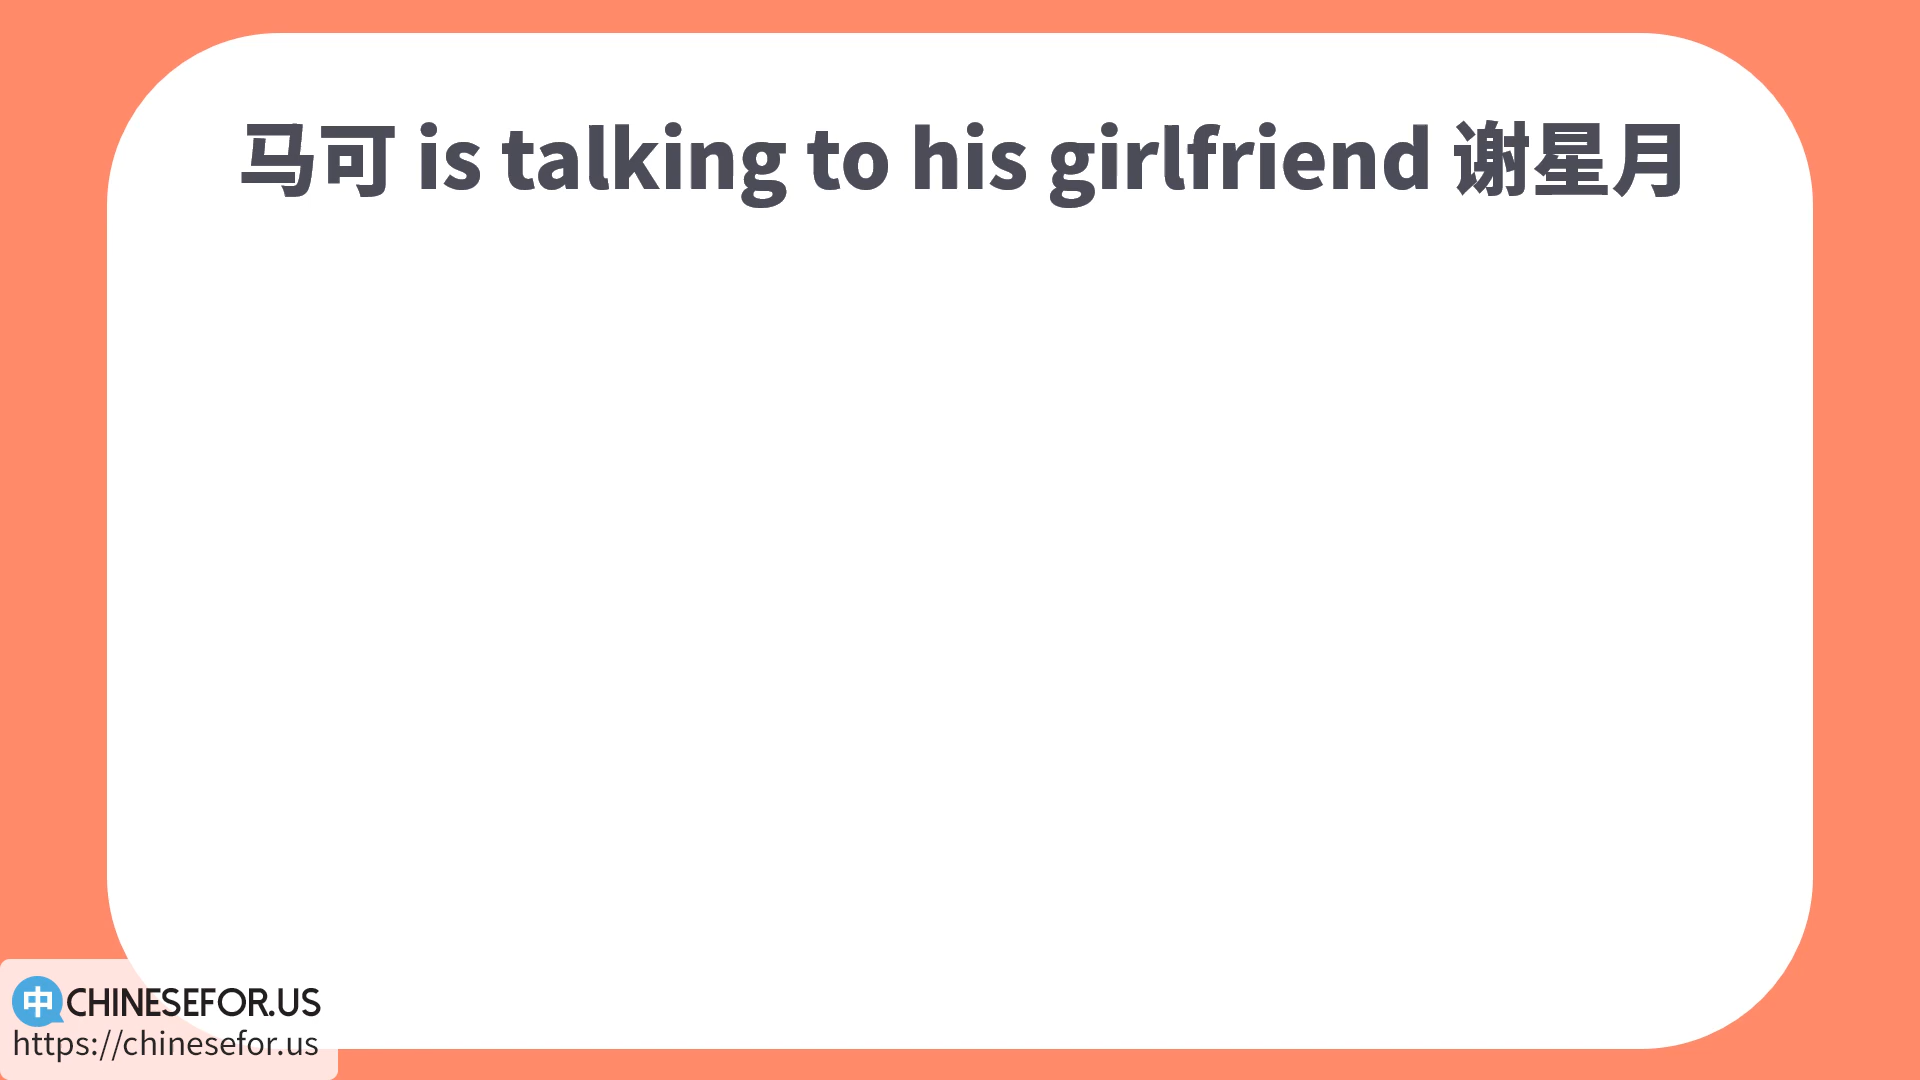 马可 is talking to his girlfriend 谢星月
中 CHINESEFOR.US
https://chinesefor.us